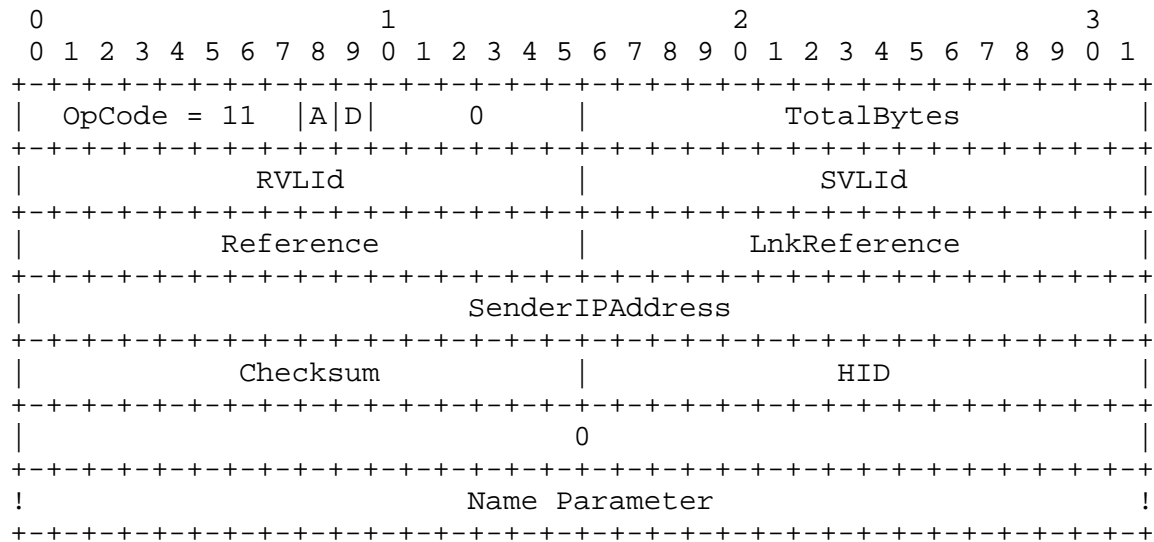 0                   1                   2                   3
 0 1 2 3 4 5 6 7 8 9 0 1 2 3 4 5 6 7 8 9 0 1 2 3 4 5 6 7 8 9 0 1
+-+-+-+-+-+-+-+-+-+-+-+-+-+-+-+-+-+-+-+-+-+-+-+-+-+-+-+-+-+-+-+-+
|  OpCode = 11  |A|D|     0     |           TotalBytes          |
+-+-+-+-+-+-+-+-+-+-+-+-+-+-+-+-+-+-+-+-+-+-+-+-+-+-+-+-+-+-+-+-+
|             RVLId             |             SVLId             |
+-+-+-+-+-+-+-+-+-+-+-+-+-+-+-+-+-+-+-+-+-+-+-+-+-+-+-+-+-+-+-+-+
|           Reference           |         LnkReference          |
+-+-+-+-+-+-+-+-+-+-+-+-+-+-+-+-+-+-+-+-+-+-+-+-+-+-+-+-+-+-+-+-+
|                         SenderIPAddress                       |
+-+-+-+-+-+-+-+-+-+-+-+-+-+-+-+-+-+-+-+-+-+-+-+-+-+-+-+-+-+-+-+-+
|            Checksum           |              HID              |
+-+-+-+-+-+-+-+-+-+-+-+-+-+-+-+-+-+-+-+-+-+-+-+-+-+-+-+-+-+-+-+-+
|                               0                               |
+-+-+-+-+-+-+-+-+-+-+-+-+-+-+-+-+-+-+-+-+-+-+-+-+-+-+-+-+-+-+-+-+
!                         Name Parameter                        !
+-+-+-+-+-+-+-+-+-+-+-+-+-+-+-+-+-+-+-+-+-+-+-+-+-+-+-+-+-+-+-+-+